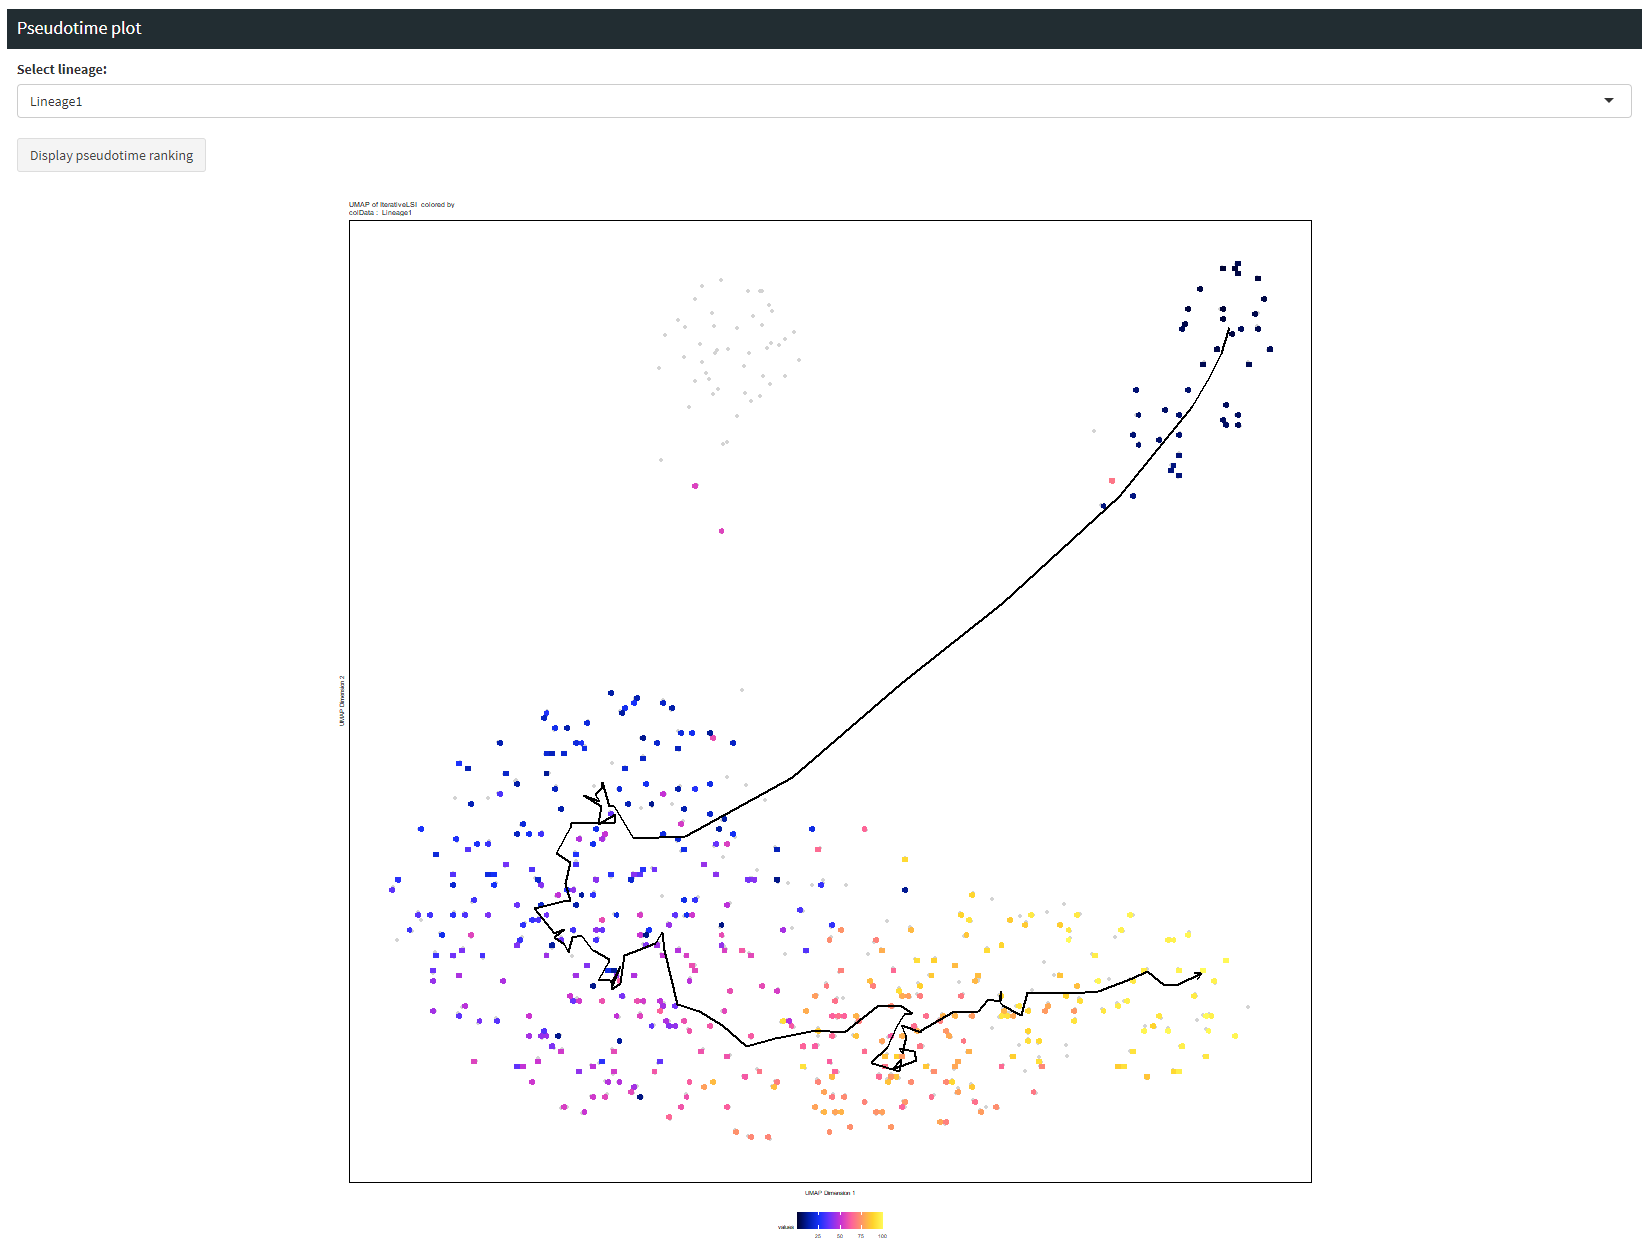 Pseudotime plot
Select lineage:
Lineage1
Display pseudotime ranking
UMAP of IterativeLSI colored by
colData : Lineage1
UMAP Dimension 2
UMAP Dimension 1
values
25 50 75 100